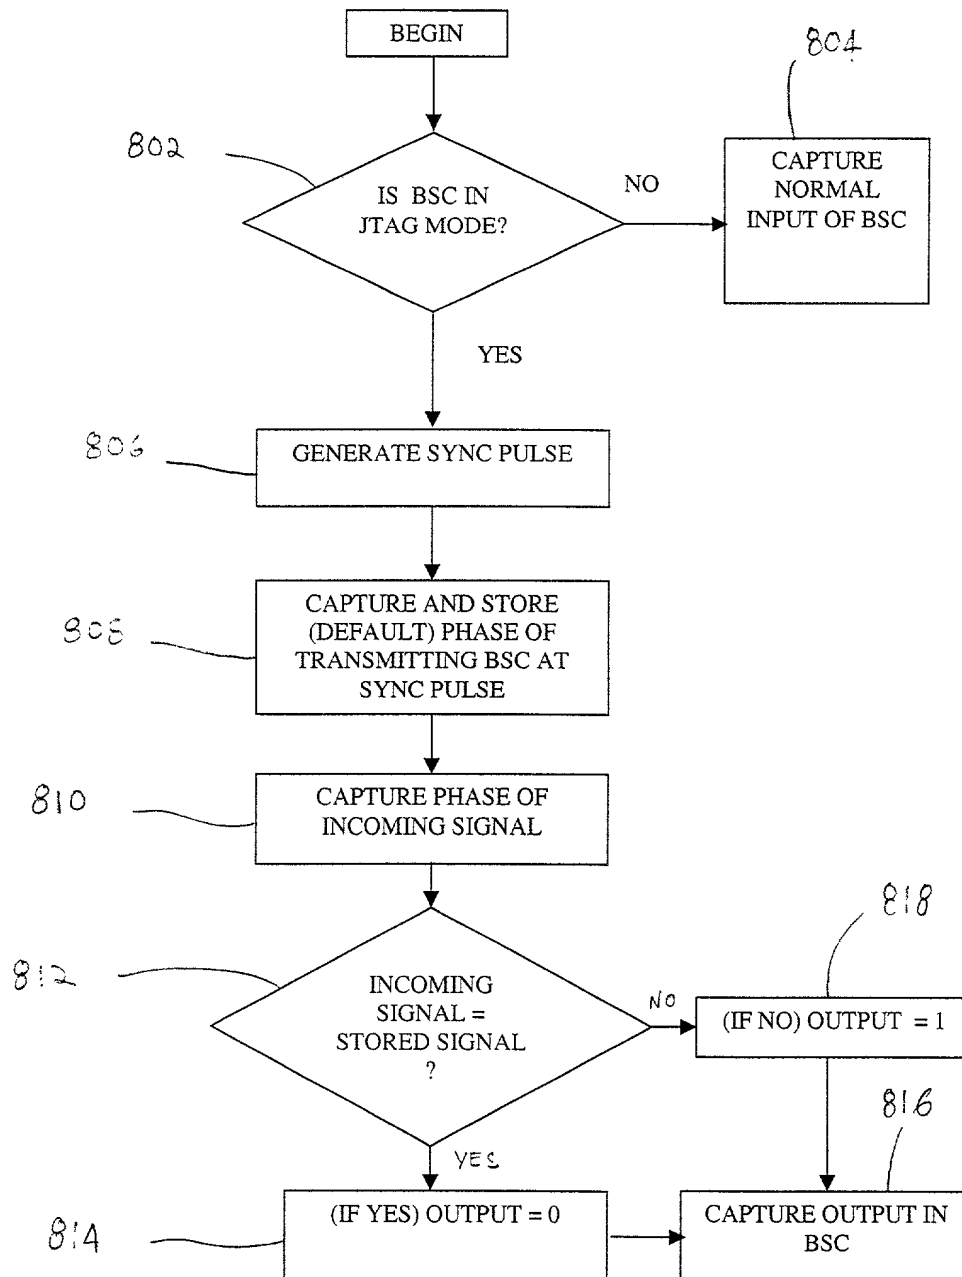 BEGIN
804
802
IS BSC IN
JTAG MODE?
NO
CAPTURE
NORMAL
INPUT OF BSC
YES
806
GENERATE SYNC PULSE
808
CAPTURE AND STORE
(DEFAULT) PHASE OF
TRANSMITTING BSC AT
SYNC PULSE
810
CAPTURE PHASE OF
INCOMING SIGNAL
818
812
INCOMING
SIGNAL =
STORED SIGNAL
?
NO
(IF NO) OUTPUT = 1
816
YES
814
(IF YES) OUTPUT = 0
CAPTURE OUTPUT IN
BSC